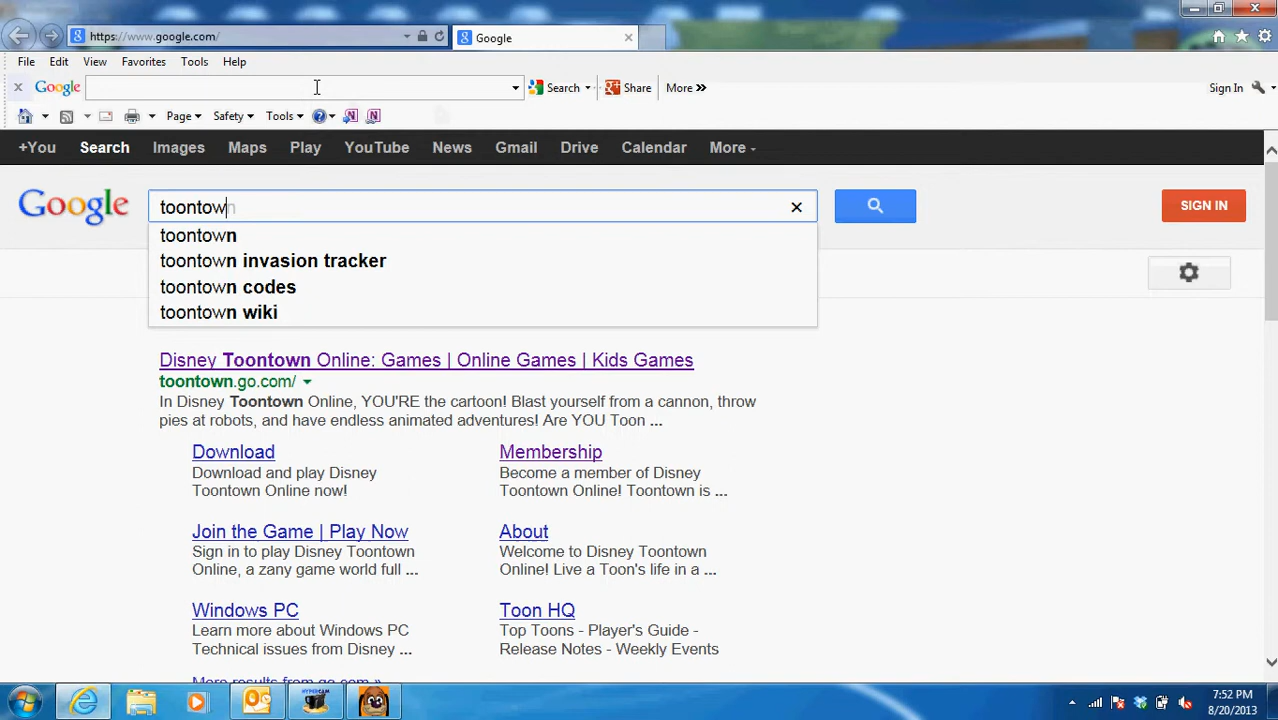 https://www.google.com/
Google
File Edit View Favorites Tools Help
Google Search Share More » Sign In
Page Safety Tools
+You Search Images Maps Play YouTube News Gmail Drive Calendar More
Google toontown SIGN IN
toontown
toontown invasion tracker
toontown codes
toontown wiki
Disney Toontown Online: Games | Online Games | Kids Games
toontown.go.com/
In Disney Toontown Online, YOU'RE the cartoon! Blast yourself from a cannon, throw
pies at robots, and have endless animated adventures! Are YOU Toon ...
Download
Download and play Disney
Toontown Online now!
Membership
Become a member of Disney
Toontown Online! Toontown is ...
Join the Game | Play Now
Sign in to play Disney Toontown
Online, a zany game world full ...
About
Welcome to Disney Toontown
Online! Live a Toon's life in a ...
Windows PC
Learn more about Windows PC
Technical issues from Disney ...
Toon HQ
Top Toons - Player's Guide -
Release Notes - Weekly Events
More results from go.com »
HYPERCAM
7:52 PM
8/20/2013